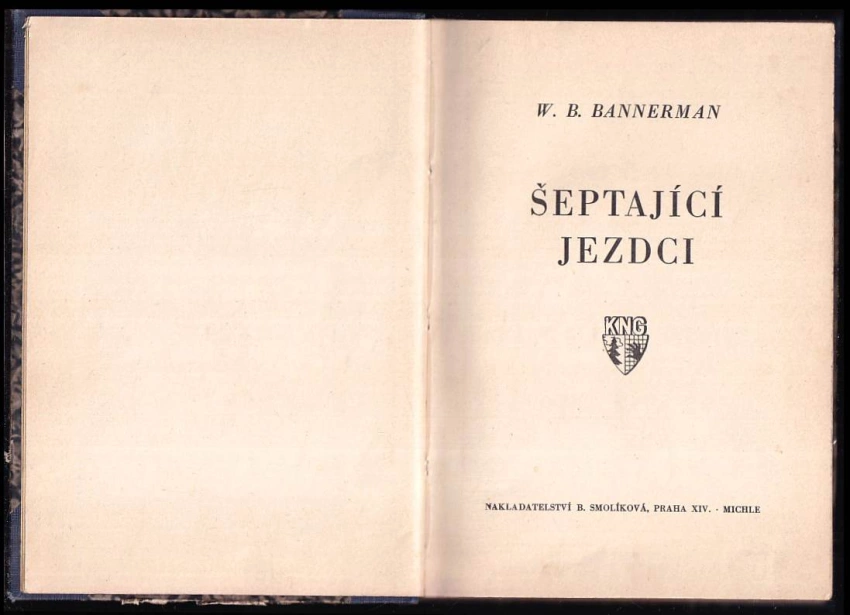 W. B. BANNERMAN
ŠEPTAJÍCÍ
JEZDCI
KNG
NAKLADATELSTVÍ B. SMOLÍKOVÁ, PRAHA XIV. - MICHLE